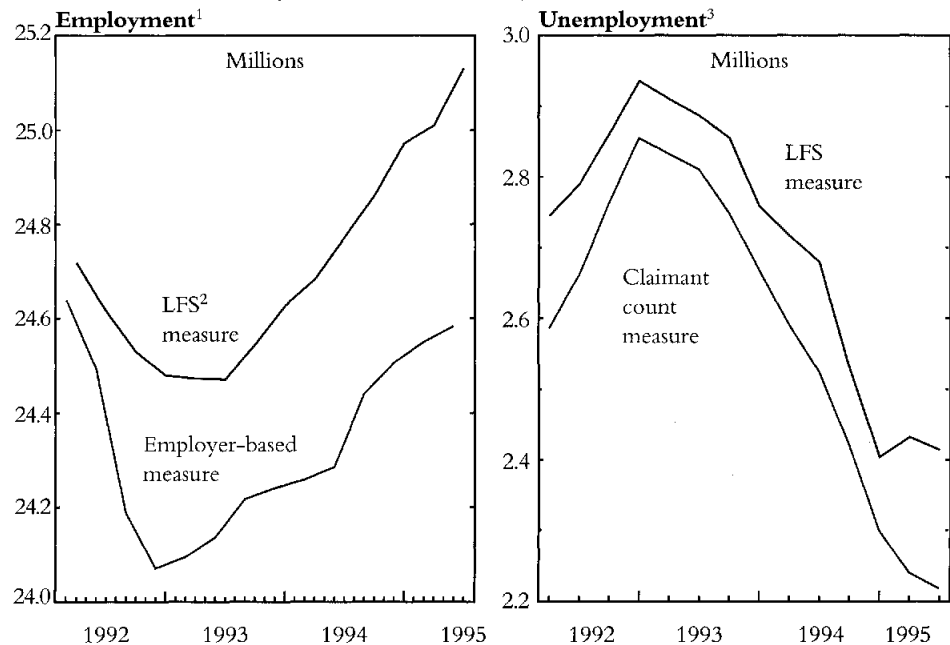 Employment¹
25.2
Millions
25.0
24.8
LFS²
measure
24.6
24.4
Employer-based
measure
24.2
24.0
1992 1993 1994 1995
Unemployment³
3.0
Millions
LFS
measure
2.8
Claimant
count
measure
2.6
2.4
2.2
1992 1993 1994 1995